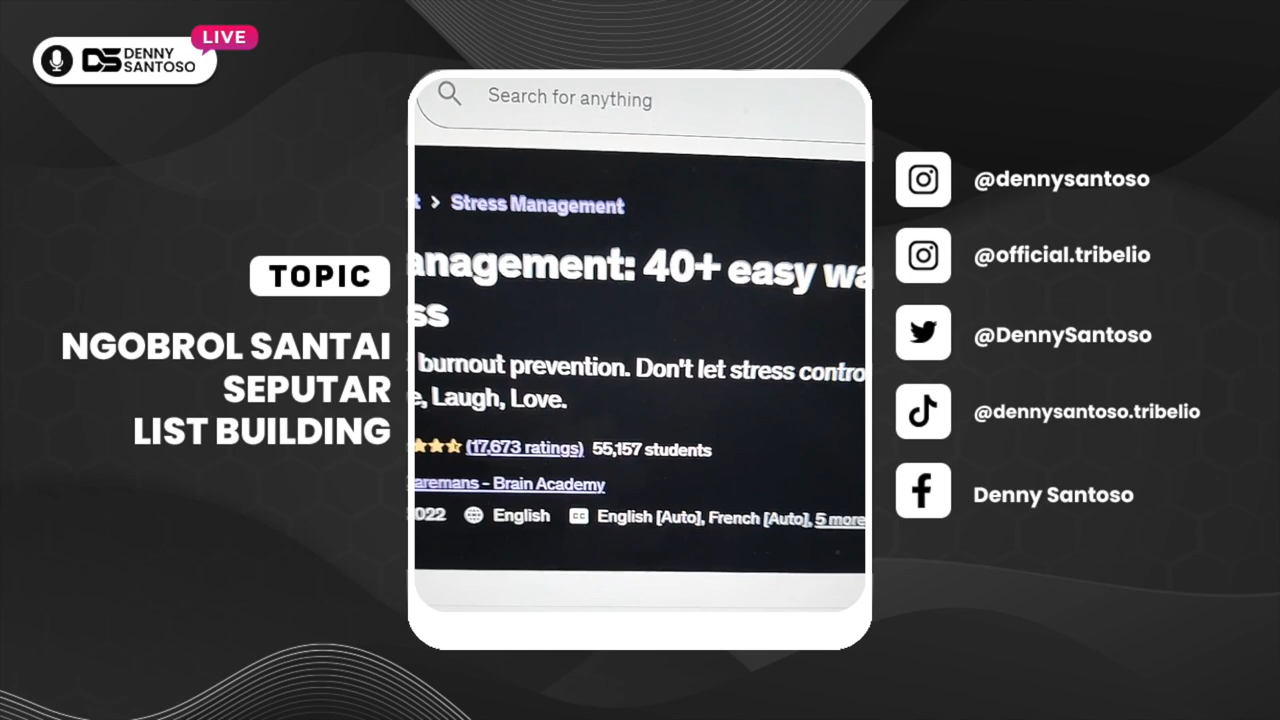 LIVE
DS DENNY
SANTOSO
Search for anything
Stress Management
anagement: 40+ easy
ss
burnout prevention. Don't let stress contro
e, Laugh, Love.
(17,673 ratings) 55,157 students
aremans - Brain Academy
2022 English English [Auto], French [Auto], 5 more
TOPIC
NGOBROL SANTAI
SEPUTAR
LIST BUILDING
@dennysantoso
@official.tribelio
@DennySantoso
@dennysantoso.tribelio
Denny Santoso